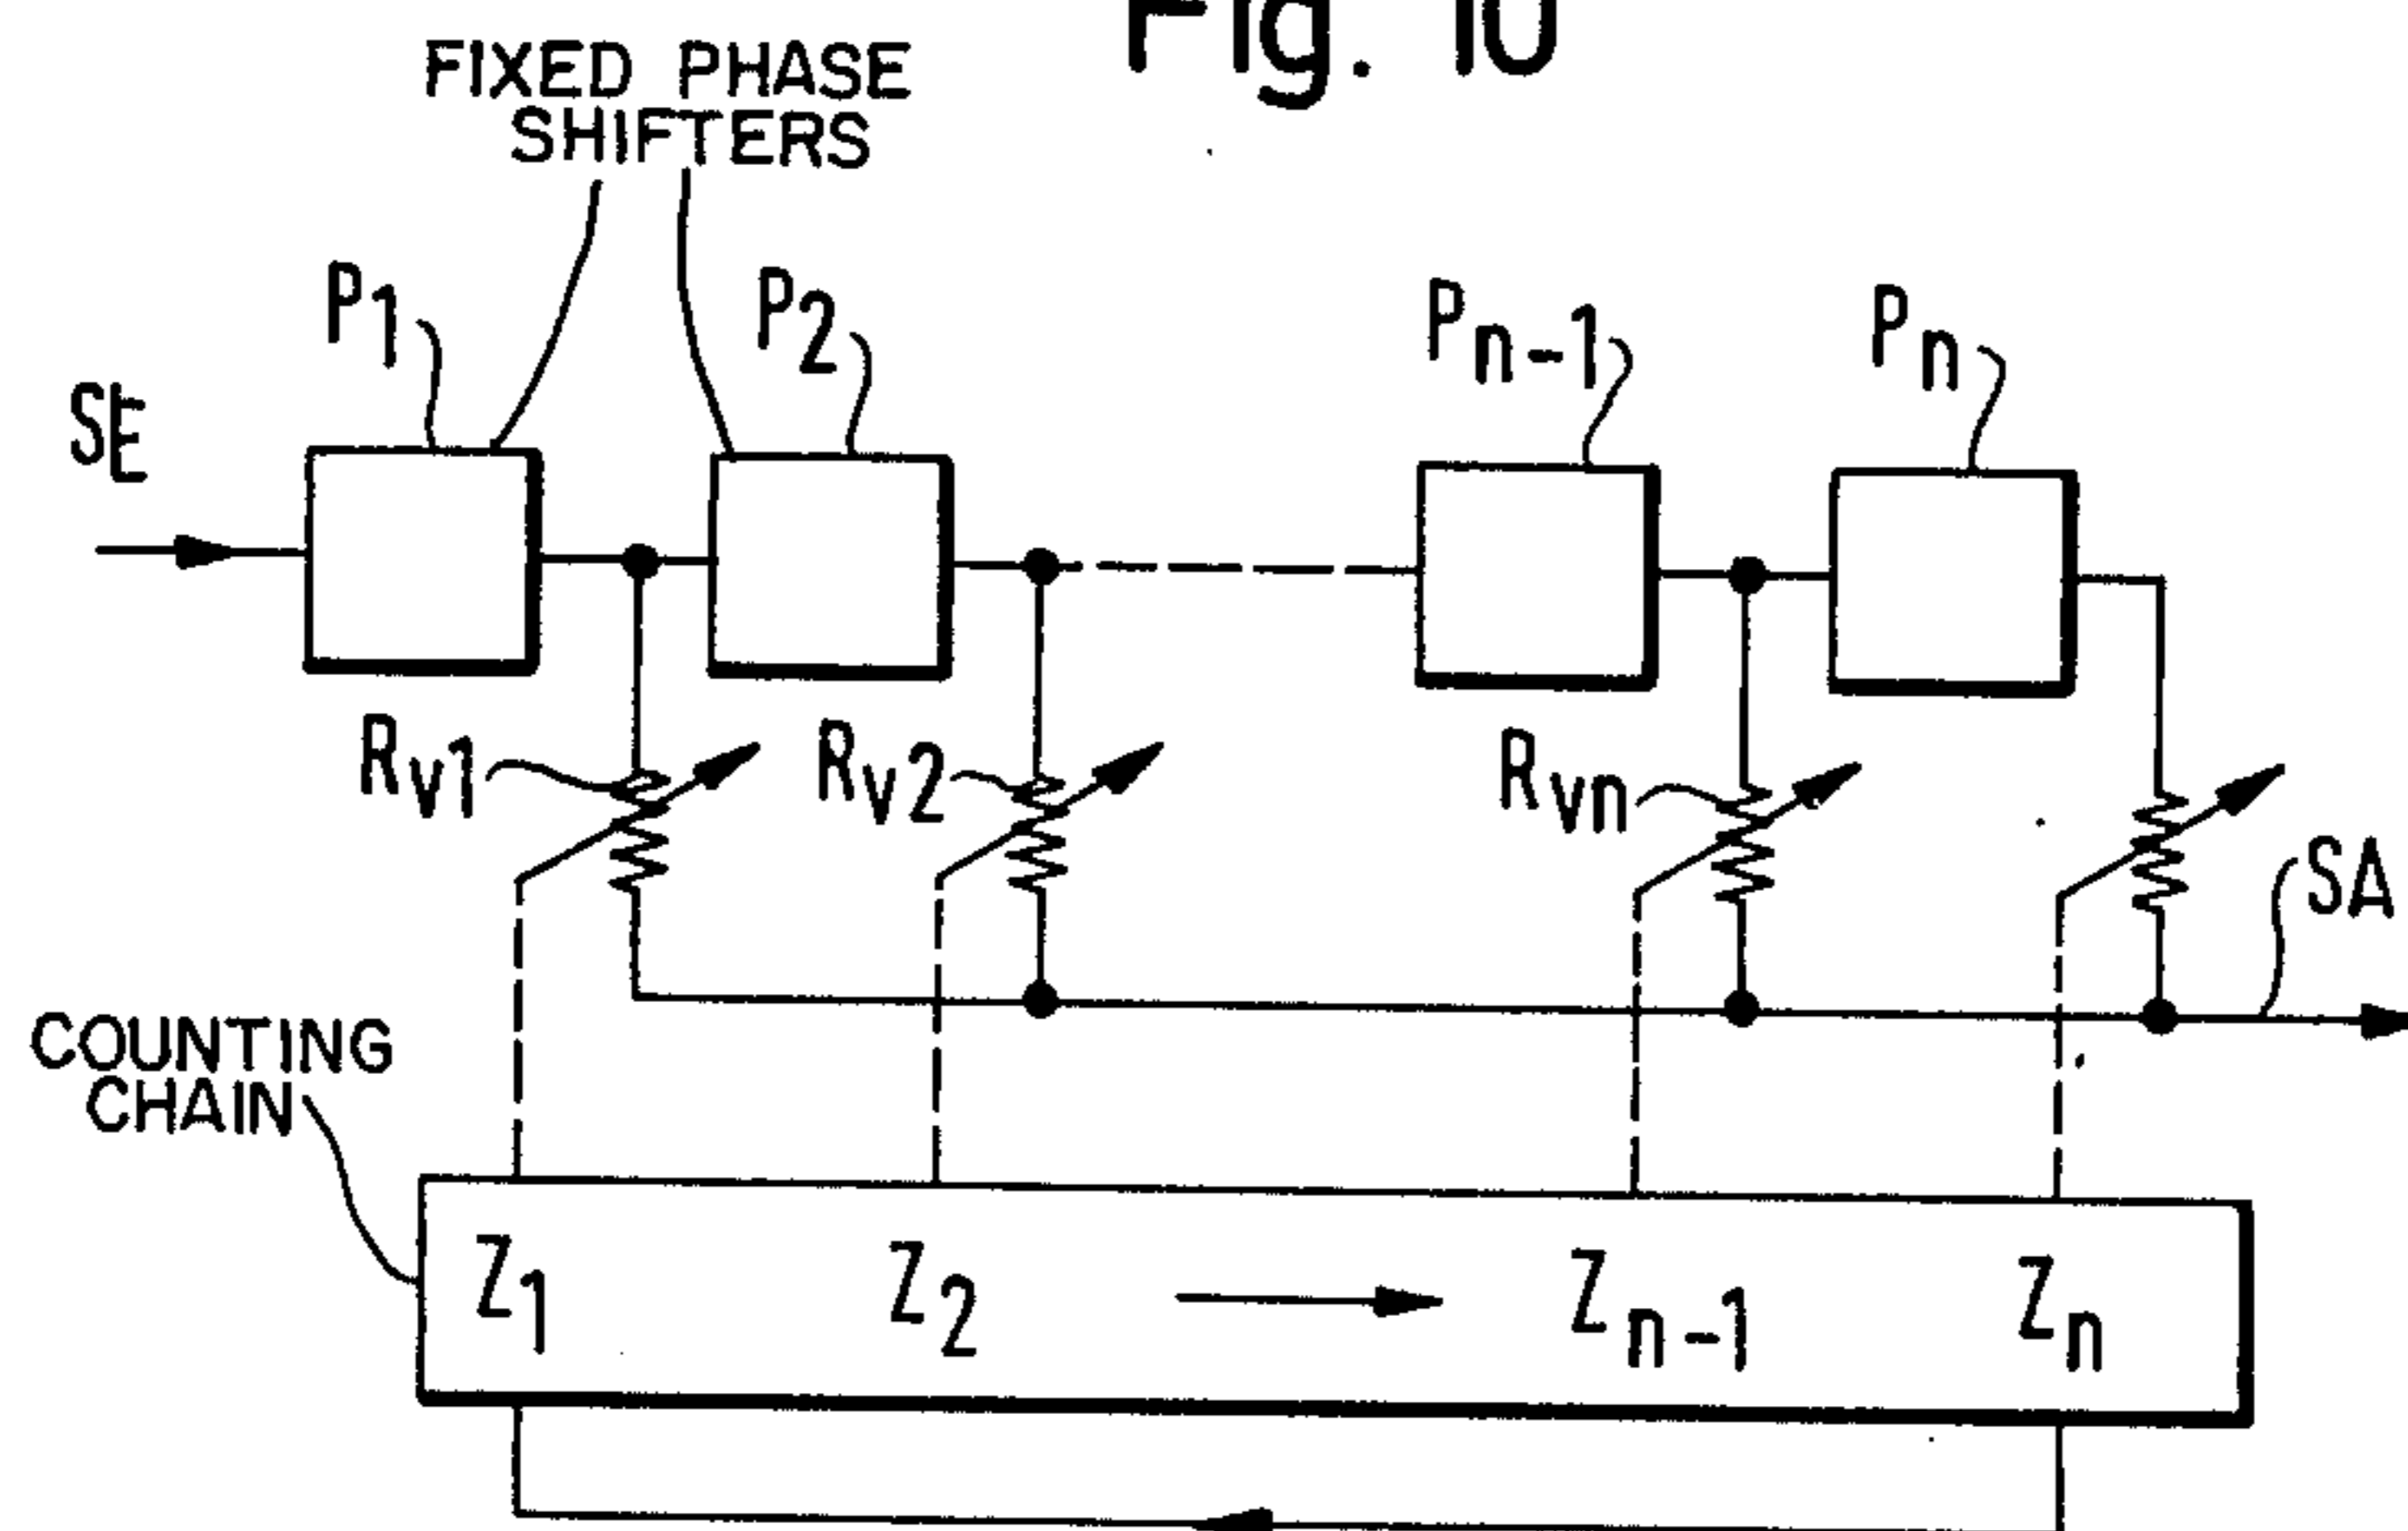 Fig. 10
FIXED PHASE
SHIFTERS
P1
P2
Pn-1
Pn
SE
Rv1
Rv2
Rvn
SA
COUNTING
CHAIN
Z1
Z2
Zn-1
Zn